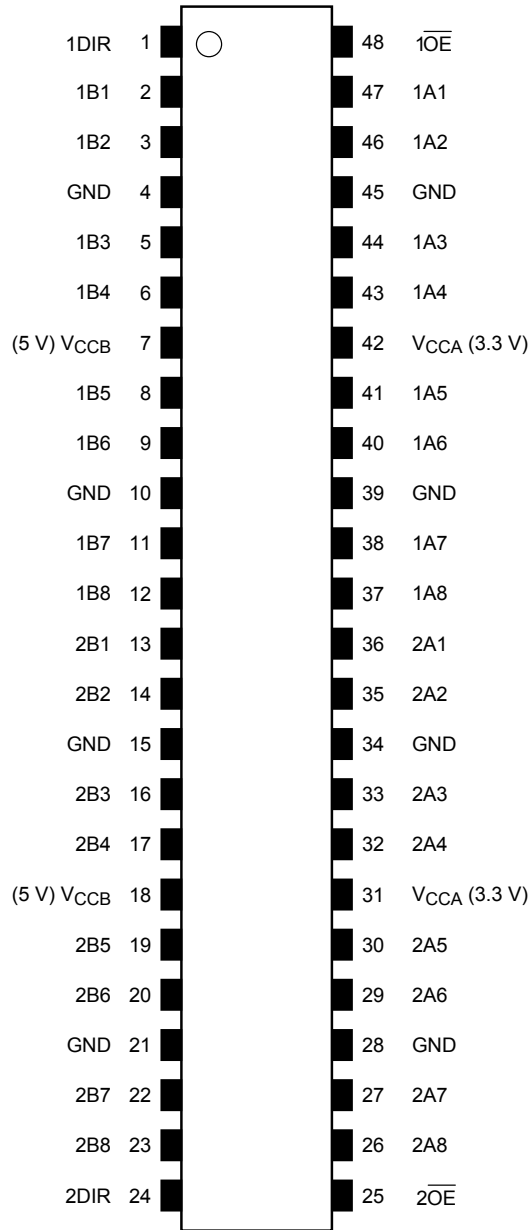 1DIR 1 48 1OE
1B1 2 47 1A1
1B2 3 46 1A2
GND 4 45 GND
1B3 5 44 1A3
1B4 6 43 1A4
(5 V) VCCB 7 42 VCCA (3.3 V)
1B5 8 41 1A5
1B6 9 40 1A6
GND 10 39 GND
1B7 11 38 1A7
1B8 12 37 1A8
2B1 13 36 2A1
2B2 14 35 2A2
GND 15 34 GND
2B3 16 33 2A3
2B4 17 32 2A4
(5 V) VCCB 18 31 VCCA (3.3 V)
2B5 19 30 2A5
2B6 20 29 2A6
GND 21 28 GND
2B7 22 27 2A7
2B8 23 26 2A8
2DIR 24 25 2OE